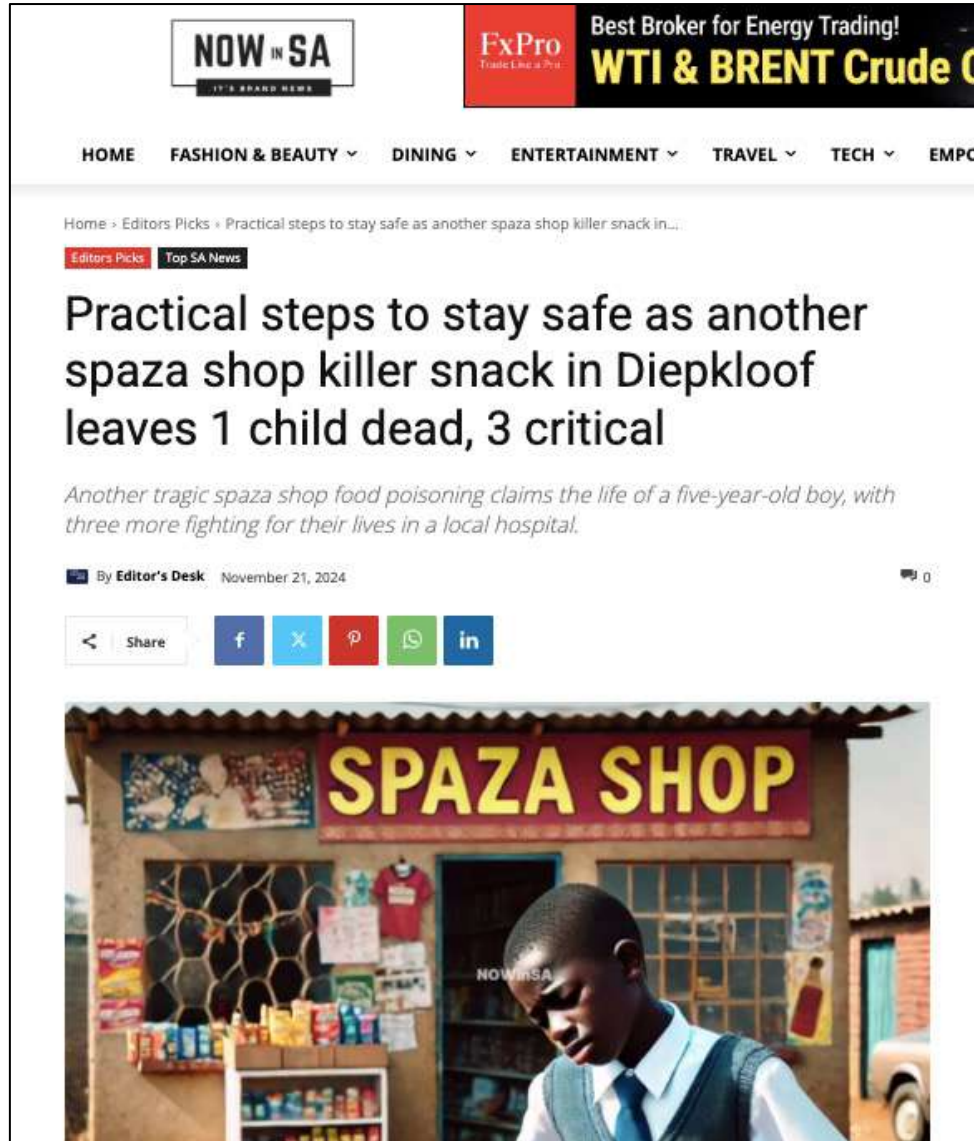 NOW IN SA
IT'S BRAND NEWS
FxPro
Trade Like a Pro
Best Broker for Energy Trading!
WTI & BRENT Crude
HOME FASHION & BEAUTY DINING ENTERTAINMENT TRAVEL TECH EMPO
Home › Editors Picks › Practical steps to stay safe as another spaza shop killer snack in...
Editors Picks Top SA News
Practical steps to stay safe as another
spaza shop killer snack in Diepkloof
leaves 1 child dead, 3 critical
Another tragic spaza shop food poisoning claims the life of a five-year-old boy, with
three more fighting for their lives in a local hospital.
By Editor's Desk November 21, 2024 0
Share
SPAZA SHOP
NOWinSA